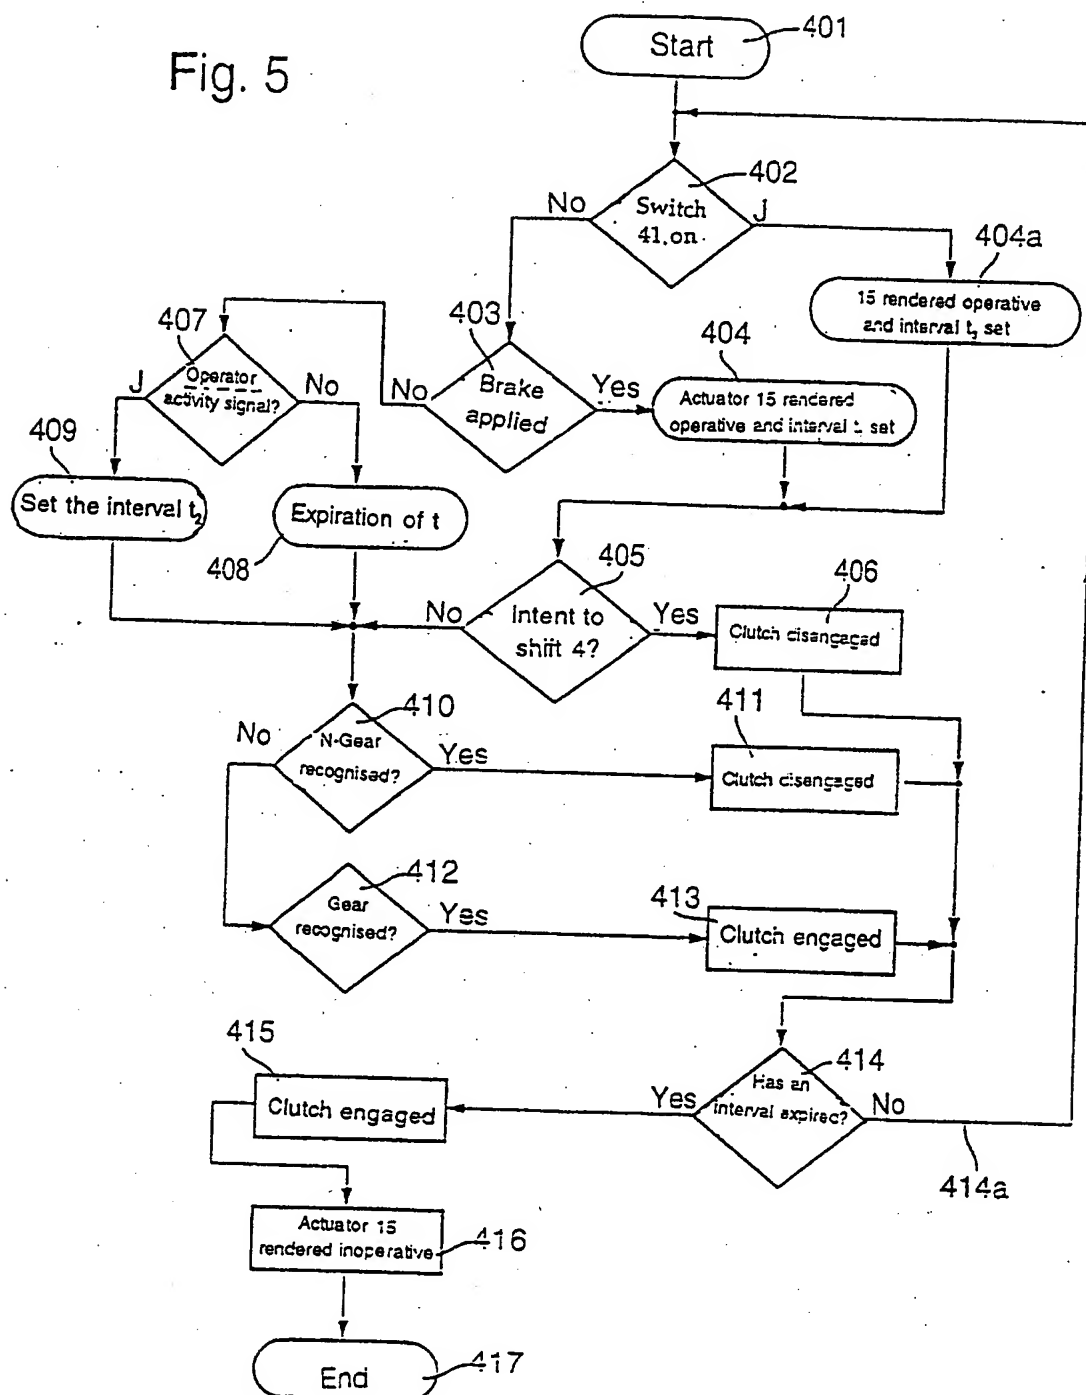 Fig. 5
Start
401
402
Switch
41.on
No
J
404a
15 rendered operative
and interval t, set
403
Brake
applied
No
Yes
404
Actuator 15 rendered
operative and interval t. set
407
Operator
activity signal?
J
No
409
Set the interval t₂
Expiration of t
408
405
Intent to
shift 4?
No
Yes
406
Clutch disengaged
410
N-Gear
recognised?
No
Yes
411
Clutch disengaged
412
Gear
recognised?
Yes
413
Clutch engaged
414
Has an
interval expired?
Yes
No
414a
415
Clutch engaged
Actuator 15
rendered inoperative
416
End
417